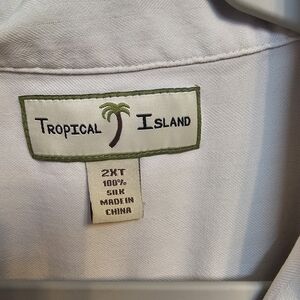 TROPICAL ISLAND
2XT
100%
SILK
MADE IN
CHINA